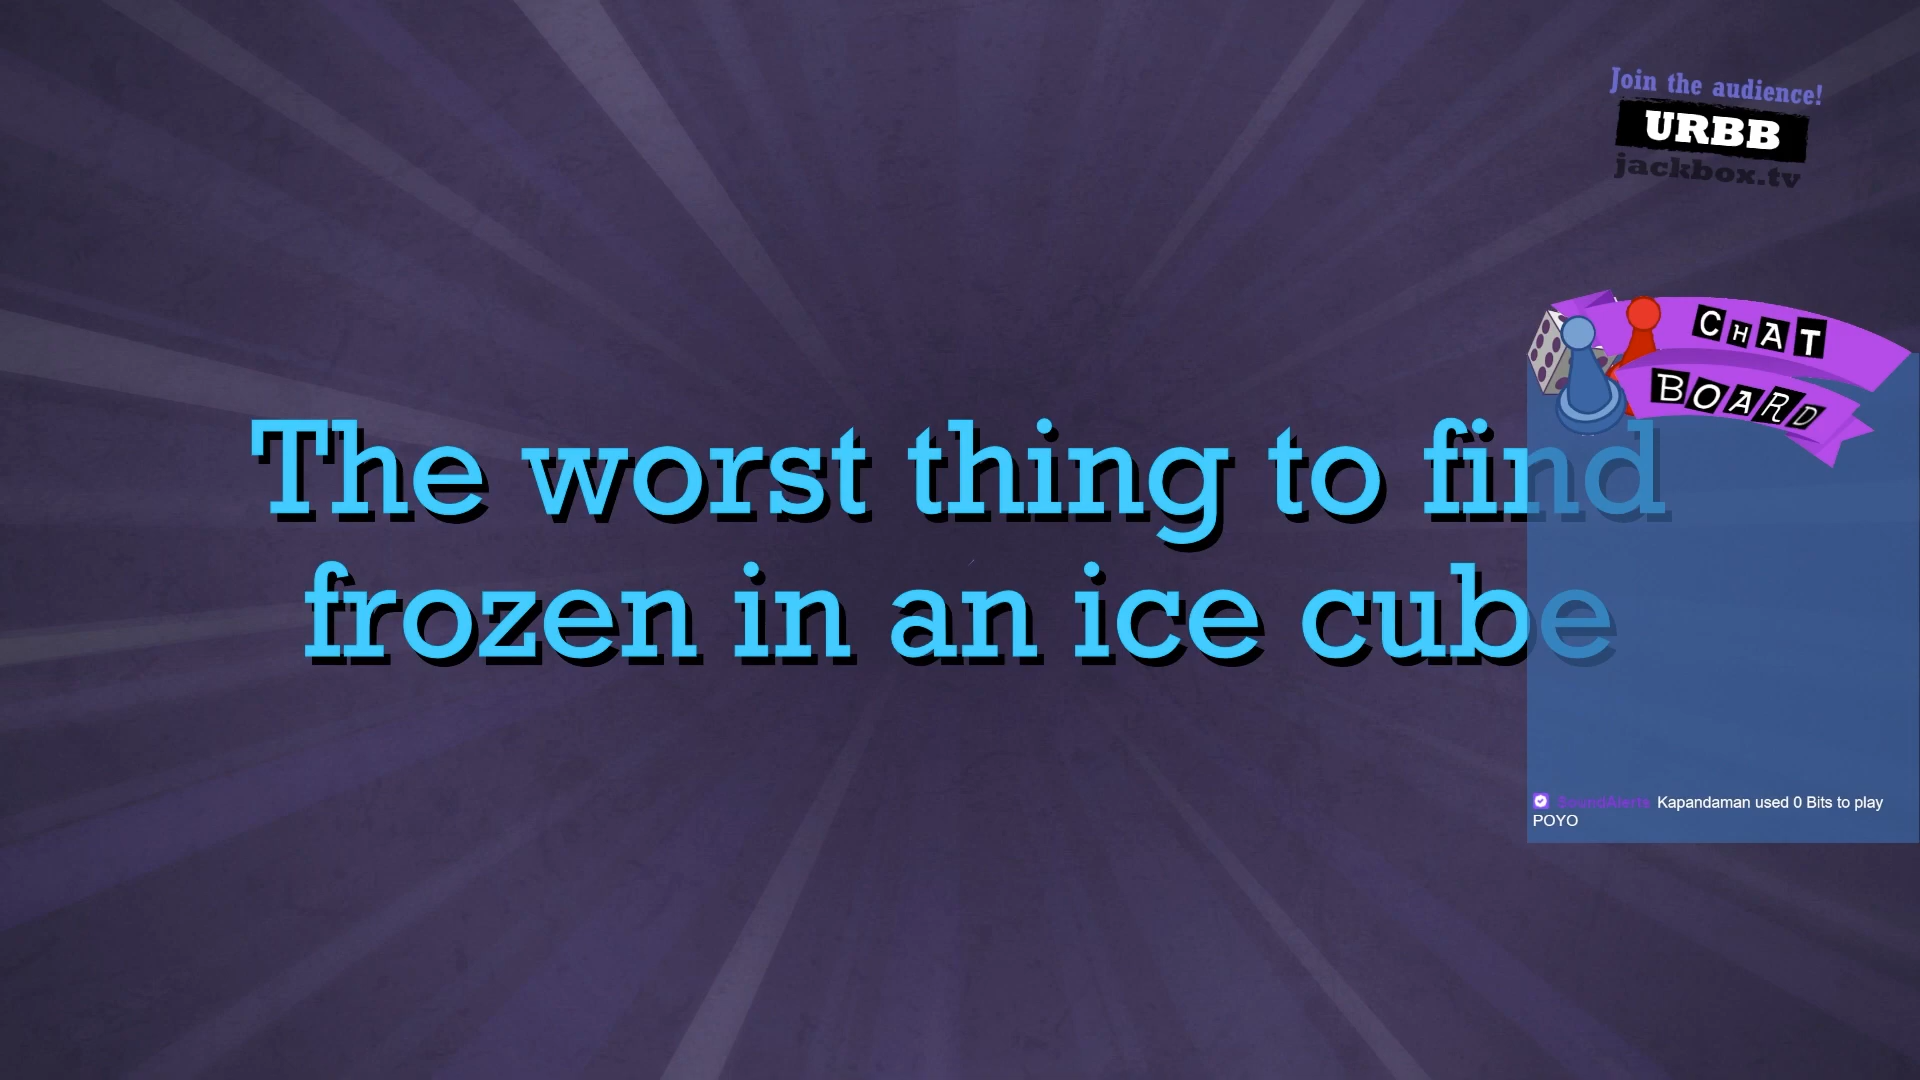 Join the audience!
URBB
jackbox.tv
CHAT
BOARD
The worst thing to find
frozen in an ice cube
SoundAlerts Kapandaman used 0 Bits to play
POYO